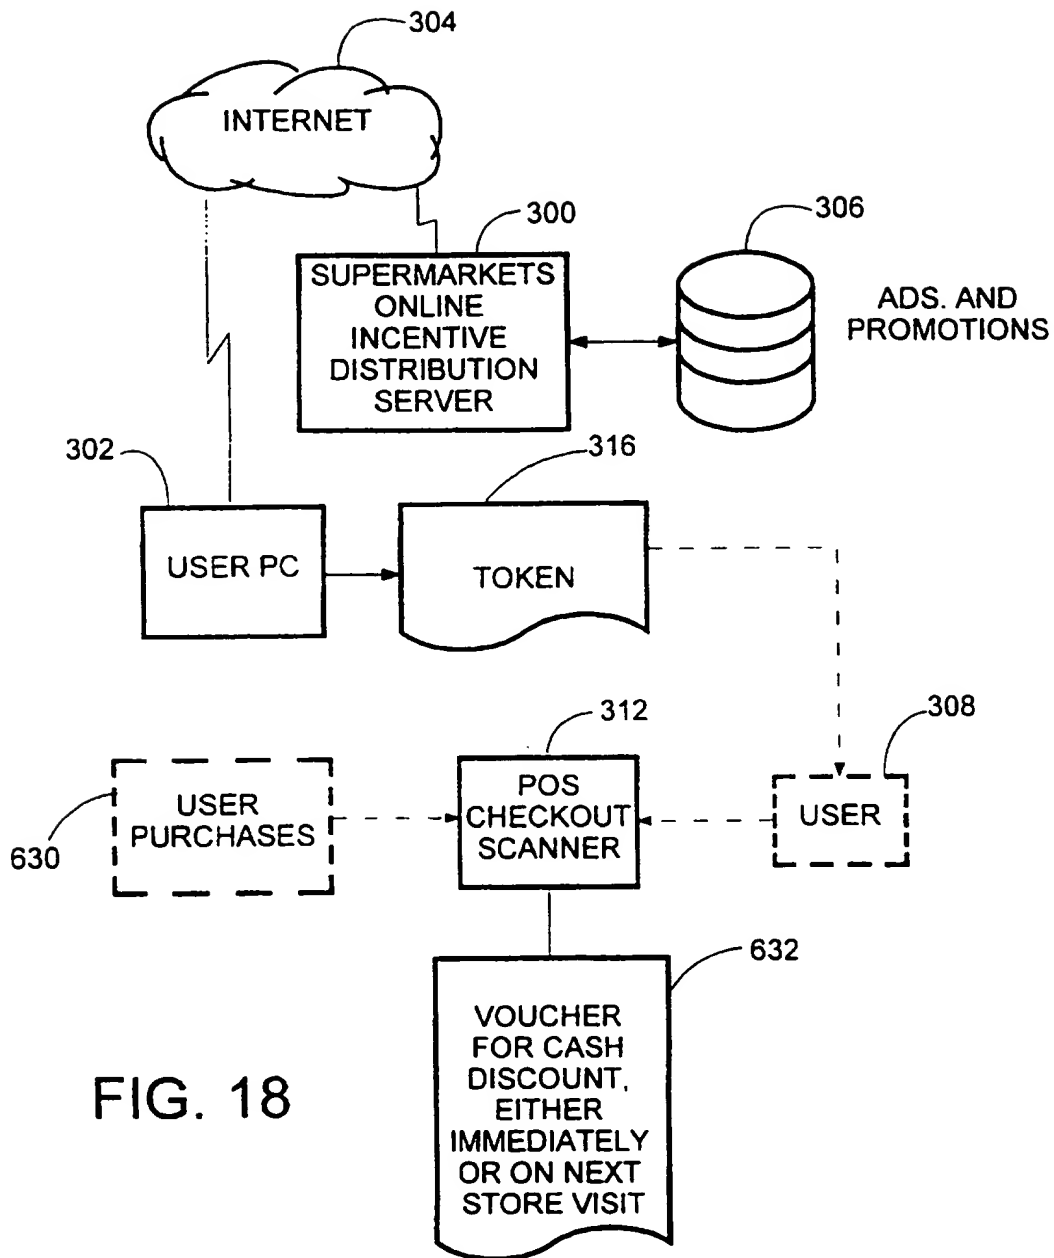 304
INTERNET
300
306
SUPERMARKETS
ONLINE
INCENTIVE
DISTRIBUTION
SERVER
ADS. AND
PROMOTIONS
302
316
USER PC
TOKEN
312
308
USER
PURCHASES
POS
CHECKOUT
SCANNER
USER
630
632
VOUCHER
FOR CASH
DISCOUNT,
EITHER
IMMEDIATELY
OR ON NEXT
STORE VISIT
FIG. 18